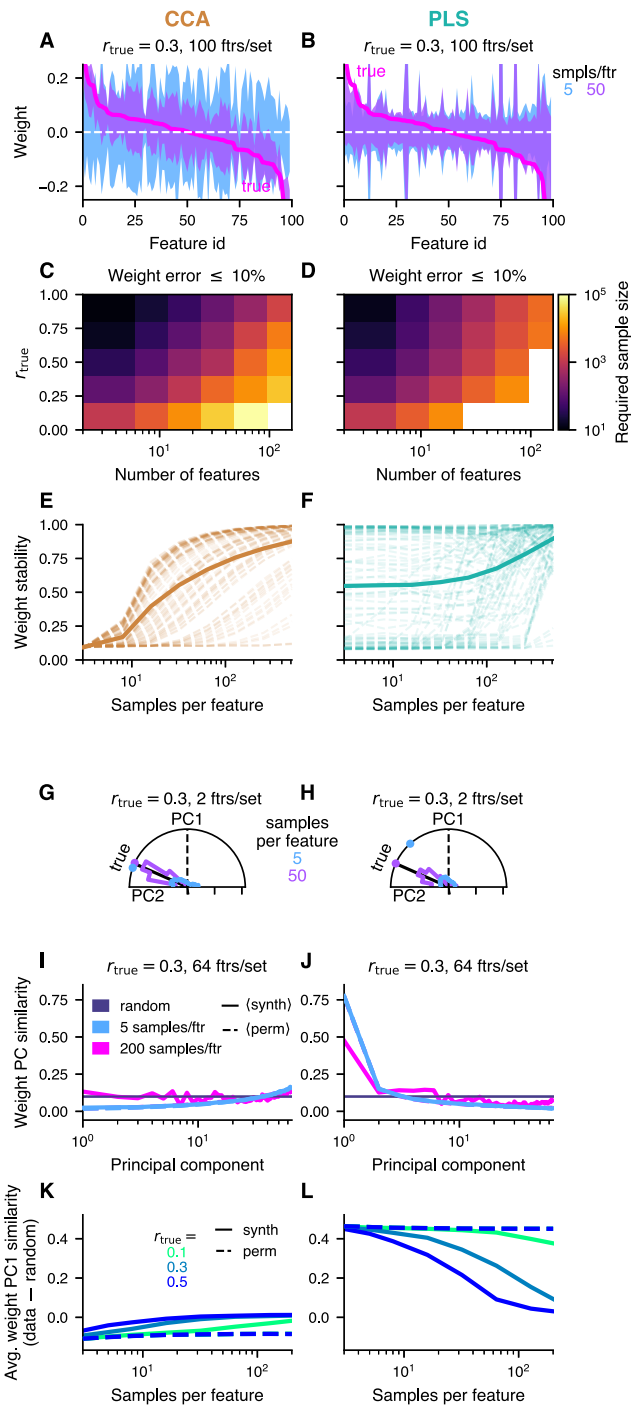 CCA
PLS
A
B
r_true = 0.3, 100 ftrs/set
r_true = 0.3, 100 ftrs/set
0.2
0.0
−0.2
Weight
true
true
true
smpls/ftr
5 50
0 25 50 75 100
0 25 50 75 100
Feature id
Feature id
C
D
Weight error ≤ 10%
Weight error ≤ 10%
1.00
0.75
0.50
0.25
0.00
r_true
10^1 10^2
10^1 10^2
Number of features
Number of features
10^5
10^3
10^1
Required sample size
E
F
1.00
0.75
0.50
0.25
0.00
Weight stability
10^1 10^2
10^1 10^2
Samples per feature
Samples per feature
G
H
r_true = 0.3, 2 ftrs/set
r_true = 0.3, 2 ftrs/set
PC1
PC1
true
true
PC2
PC2
samples
per feature
5
50
I
J
r_true = 0.3, 64 ftrs/set
r_true = 0.3, 64 ftrs/set
0.75
0.50
0.25
0.00
Weight PC similarity
random
5 samples/ftr
200 samples/ftr
⟨synth⟩
⟨perm⟩
10^0 10^1
10^0 10^1
Principal component
Principal component
K
L
0.4
0.2
0.0
Avg. weight PC1 similarity
(data − random)
r_true =
0.1
0.3
0.5
synth
perm
10^1 10^2
10^1 10^2
Samples per feature
Samples per feature